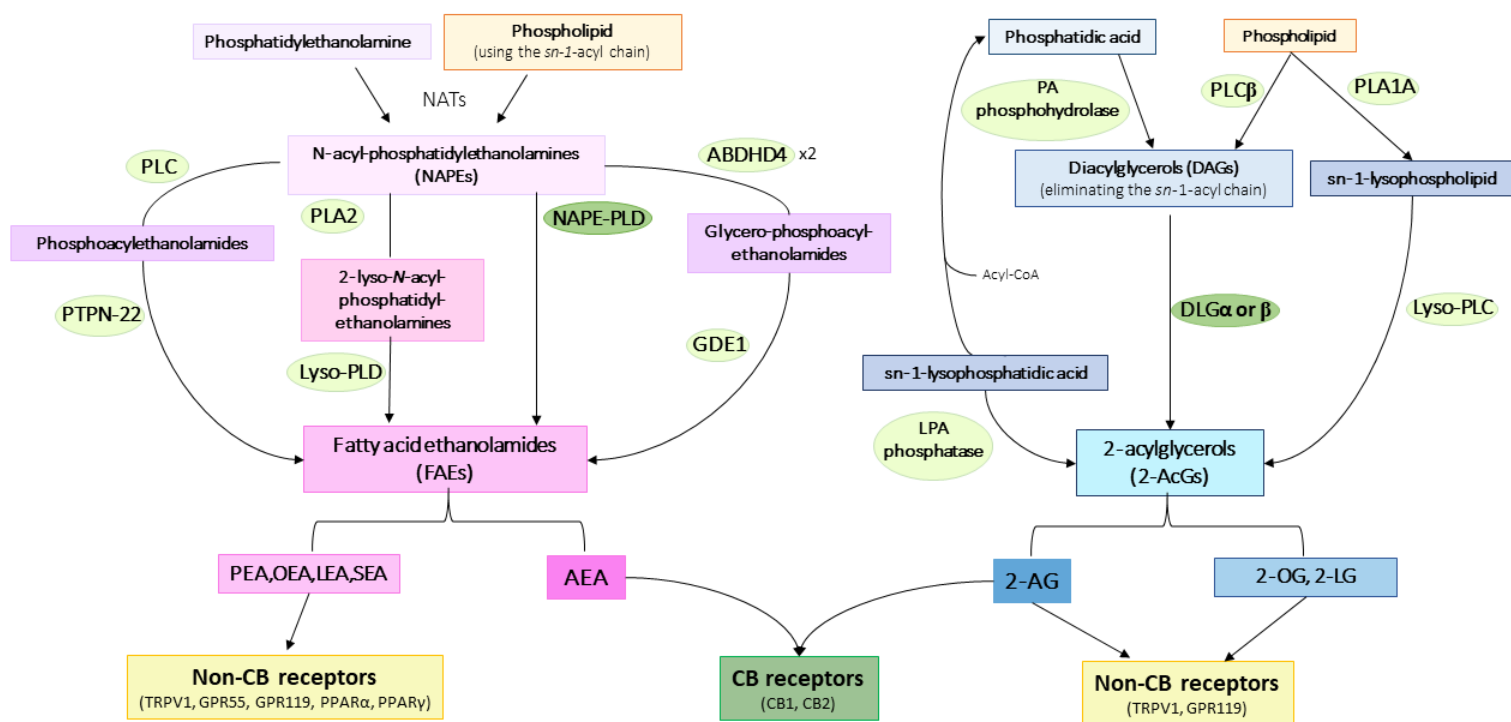 Phosphatidylethanolamine
Phospholipid
(using the sn-1-acyl chain)
NATs
N-acyl-phosphatidylethanolamines
(NAPEs)
PLC
PLA2
NAPE-PLD
ABDHD4 x2
Phosphoacylethanolamides
2-lyso-N-acyl-
phosphatidyl-
ethanolamines
Glycero-phosphoacyl-
ethanolamides
PTPN-22
Lyso-PLD
GDE1
Fatty acid ethanolamides
(FAEs)
PEA,OEA,LEA,SEA
AEA
Non-CB receptors
(TRPV1, GPR55, GPR119, PPARα, PPARγ)
CB receptors
(CB1, CB2)
Phosphatidic acid
Phospholipid
PA
phosphohydrolase
PLCβ
PLA1A
Diacylglycerols (DAGs)
(eliminating the sn-1-acyl chain)
sn-1-lysophospholipid
Acyl-CoA
DLGα or β
Lyso-PLC
sn-1-lysophosphatidic acid
LPA
phosphatase
2-acylglycerols
(2-AcGs)
2-AG
2-OG, 2-LG
Non-CB receptors
(TRPV1, GPR119)